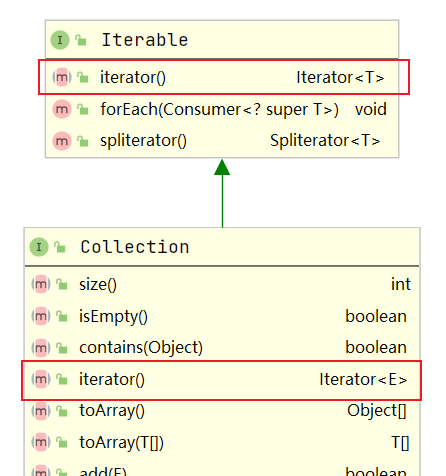 I Iterable
m iterator() Iterator<T>
m forEach(Consumer<? super T>) void
m spliterator() Spliterator<T>
I Collection
m size() int
m isEmpty() boolean
m contains(Object) boolean
m iterator() Iterator<E>
m toArray() Object[]
m toArray(T[]) T[]
m add(E) boolean